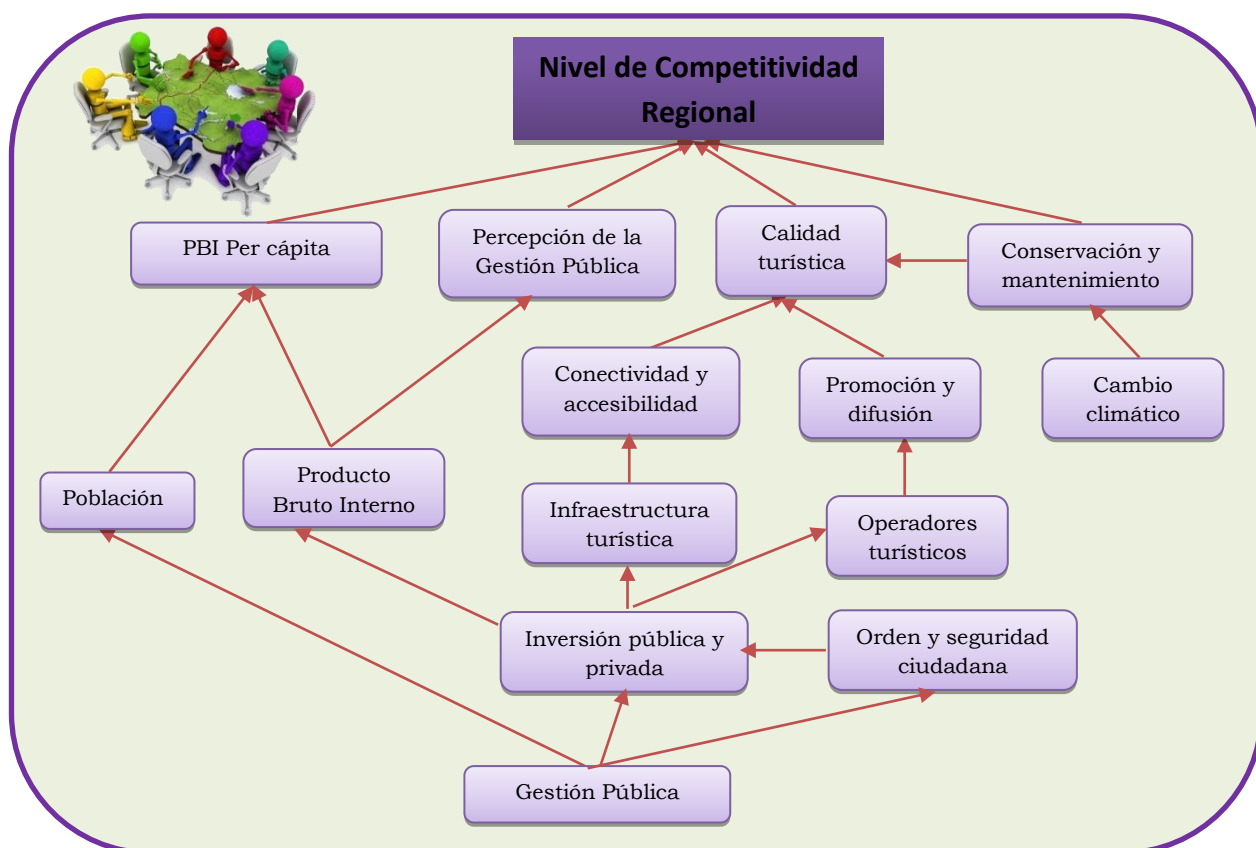 Nivel de Competitividad
Regional
PBI Per cápita
Percepción de la
Gestión Pública
Calidad
turística
Conservación y
mantenimiento
Conectividad y
accesibilidad
Promoción y
difusión
Cambio
climático
Población
Producto
Bruto Interno
Infraestructura
turística
Operadores
turísticos
Inversión pública y
privada
Orden y seguridad
ciudadana
Gestión Pública